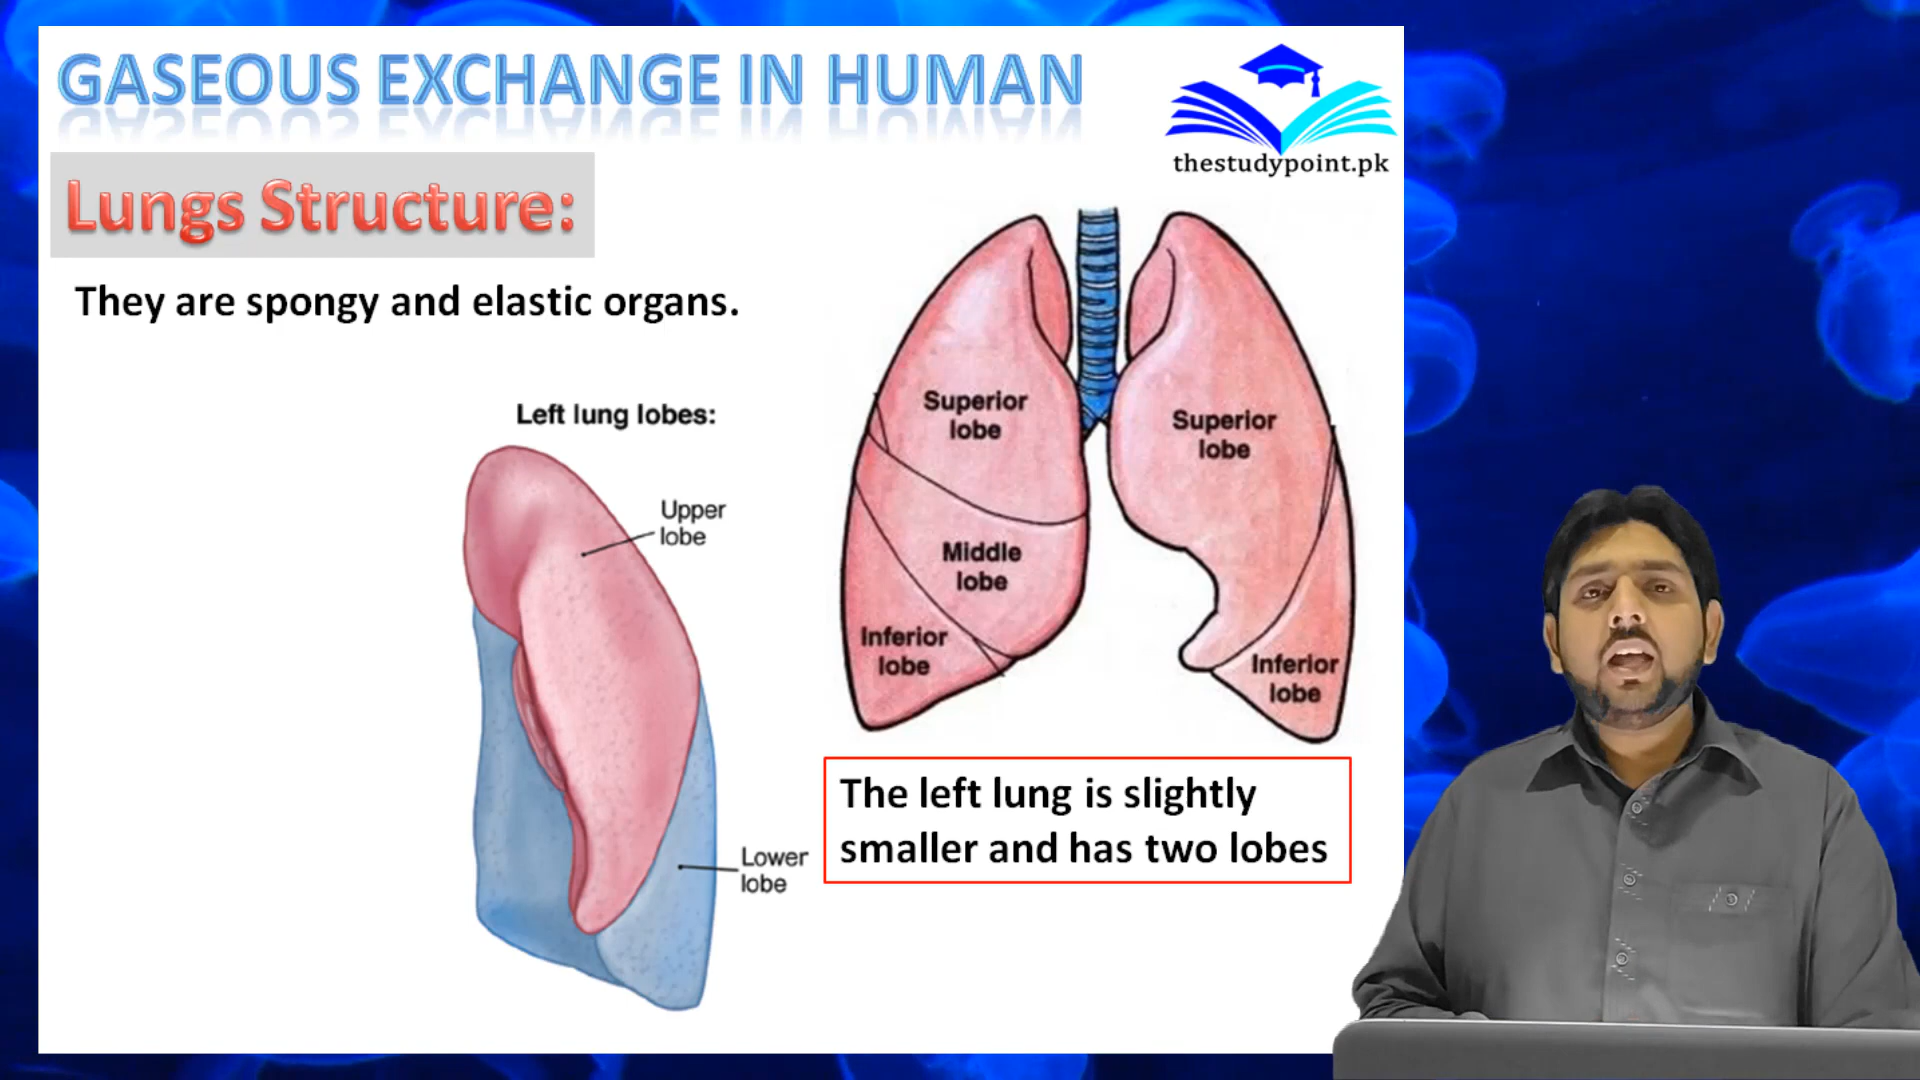 GASEOUS EXCHANGE IN HUMAN
thestudypoint.pk
Lungs Structure:
They are spongy and elastic organs.
Left lung lobes:
Upper
lobe
Lower
lobe
Superior
lobe
Middle
lobe
Inferior
lobe
Superior
lobe
Inferior
lobe
The left lung is slightly
smaller and has two lobes